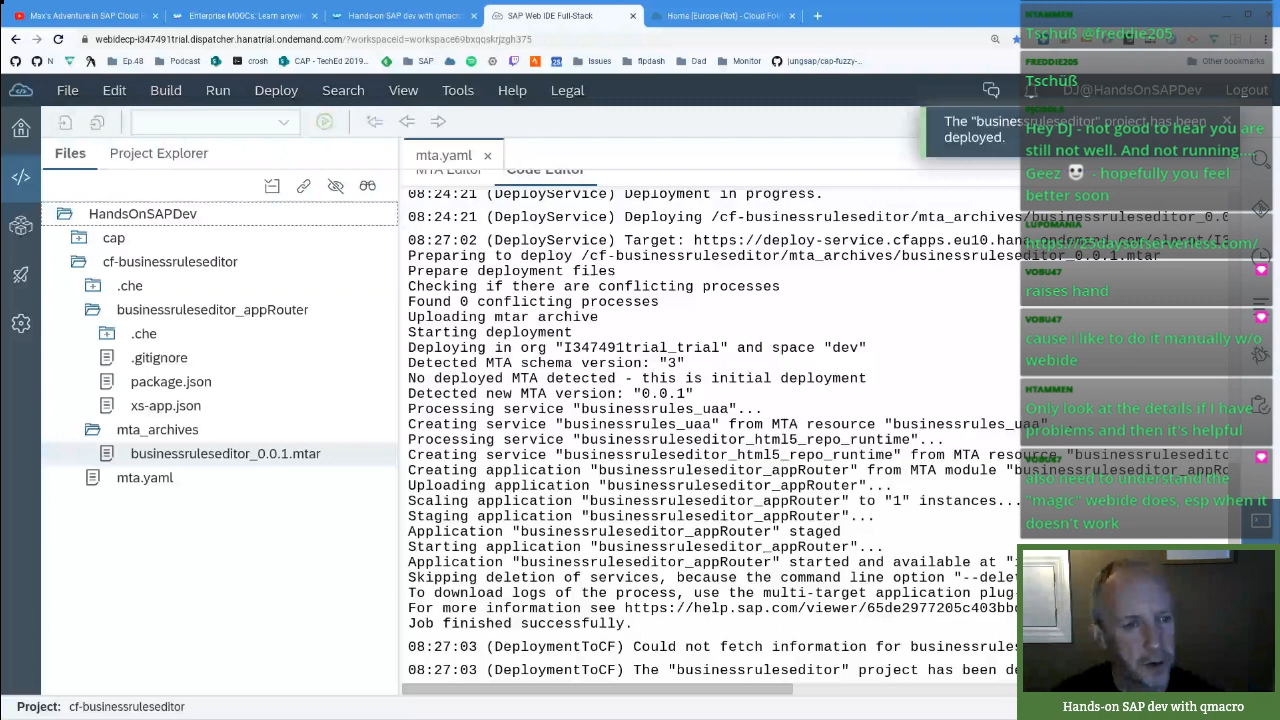 Max's Adventure in SAP Cloud P
Enterprise MOOCs: Learn anywh
Hands-on SAP dev with qmacro
SAP Web IDE Full-Stack
Home [Europe (Rot) - Cloud Fo
webidecp-i347491trial.dispatcher.hanatrial.ondemand.com
N
Ep.48
Podcast
crosh
CAP - TechEd 2019
SAP
API
flpdash
Dad
Monitor
jungsap/cap-fuzzy-
Other bookmarks
File
Edit
Build
Run
Deploy
Search
View
Tools
Help
Legal
DJ@HandsOnSAPDev
Logout
The "businessruleseditor" project has been
deployed.
Files
Project Explorer
HandsOnSAPDev
cap
cf-businessruleseditor
.che
businessruleseditor_appRouter
.che
.gitignore
package.json
xs-app.json
mta_archives
businessruleseditor_0.0.1.mtar
mta.yaml
mta.yaml
MTA Editor
Code Editor
08:24:21 (DeployService) Deployment in progress.
08:24:21 (DeployService) Deploying /cf-businessruleseditor/mta_archives/businessruleseditor_0.0
08:27:02 (DeployService) Target: https://deploy-service.cfapps.eu10.hana.ondemand.com/slprot/I3
Preparing to deploy /cf-businessruleseditor/mta_archives/businessruleseditor_0.0.1.mtar
Prepare deployment files
Checking if there are conflicting processes
Found 0 conflicting processes
Uploading mtar archive
Starting deployment
Deploying in org "I347491trial_trial" and space "dev"
Detected MTA schema version: "3"
No deployed MTA detected - this is initial deployment
Detected new MTA version: "0.0.1"
Processing service "businessrules_uaa"...
Creating service "businessrules_uaa" from MTA resource "businessrules_uaa"...
Processing service "businessruleseditor_html5_repo_runtime"...
Creating service "businessruleseditor_html5_repo_runtime" from MTA resource "businessruleseditо
Creating application "businessruleseditor_appRouter" from MTA module "businessruleseditor_appRo
Uploading application "businessruleseditor_appRouter"...
Scaling application "businessruleseditor_appRouter" to "1" instances...
Staging application "businessruleseditor_appRouter"...
Application "businessruleseditor_appRouter" staged
Starting application "businessruleseditor_appRouter"...
Application "businessruleseditor_appRouter" started and available at
Skipping deletion of services, because the command line option "--delet
To download logs of the process, use the multi-target application plug-
For more information see https://help.sap.com/viewer/65de2977205c403bb
Job finished successfully.
08:27:03 (DeploymentToCF) Could not fetch information for businessrules
08:27:03 (DeploymentToCF) The "businessruleseditor" project has been de
Project: cf-businessruleseditor
HTAMMEN
Tschuß @freddie205
FREDDIE205
Tschüß
Hey DJ - not good to hear you are
still not well. And not running....
Geez - hopefully you feel
better soon
LUPOMANIA
https://25daysofserverless.com/
VOBU47
raises hand
VOBU47
cause i like to do it manually w/o
webide
HTAMMEN
Only look at the details if I have
problems and then it's helpful
VOBU47
also need to understand the
"magic" webide does, esp when it
doesn't work
Hands-on SAP dev with qmacro